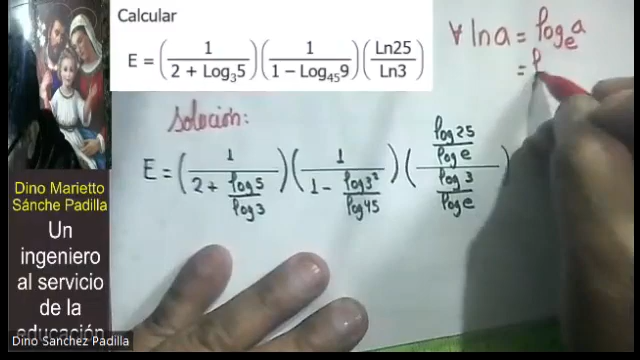 Calcular
E = (1/(2 + Log₃5))(1/(1 − Log₄₅9))(Ln25/Ln3)
∀ ln a = log_e a
= l
Solución:
E = (1/(2 + log5/log3))(1/(1 − log3²/log45))((log25/log e)/(log3/log e))
Dino Marietto
Sánche Padilla
Un
ingeniero
al servicio
de la
educación
Dino Sanchez Padilla